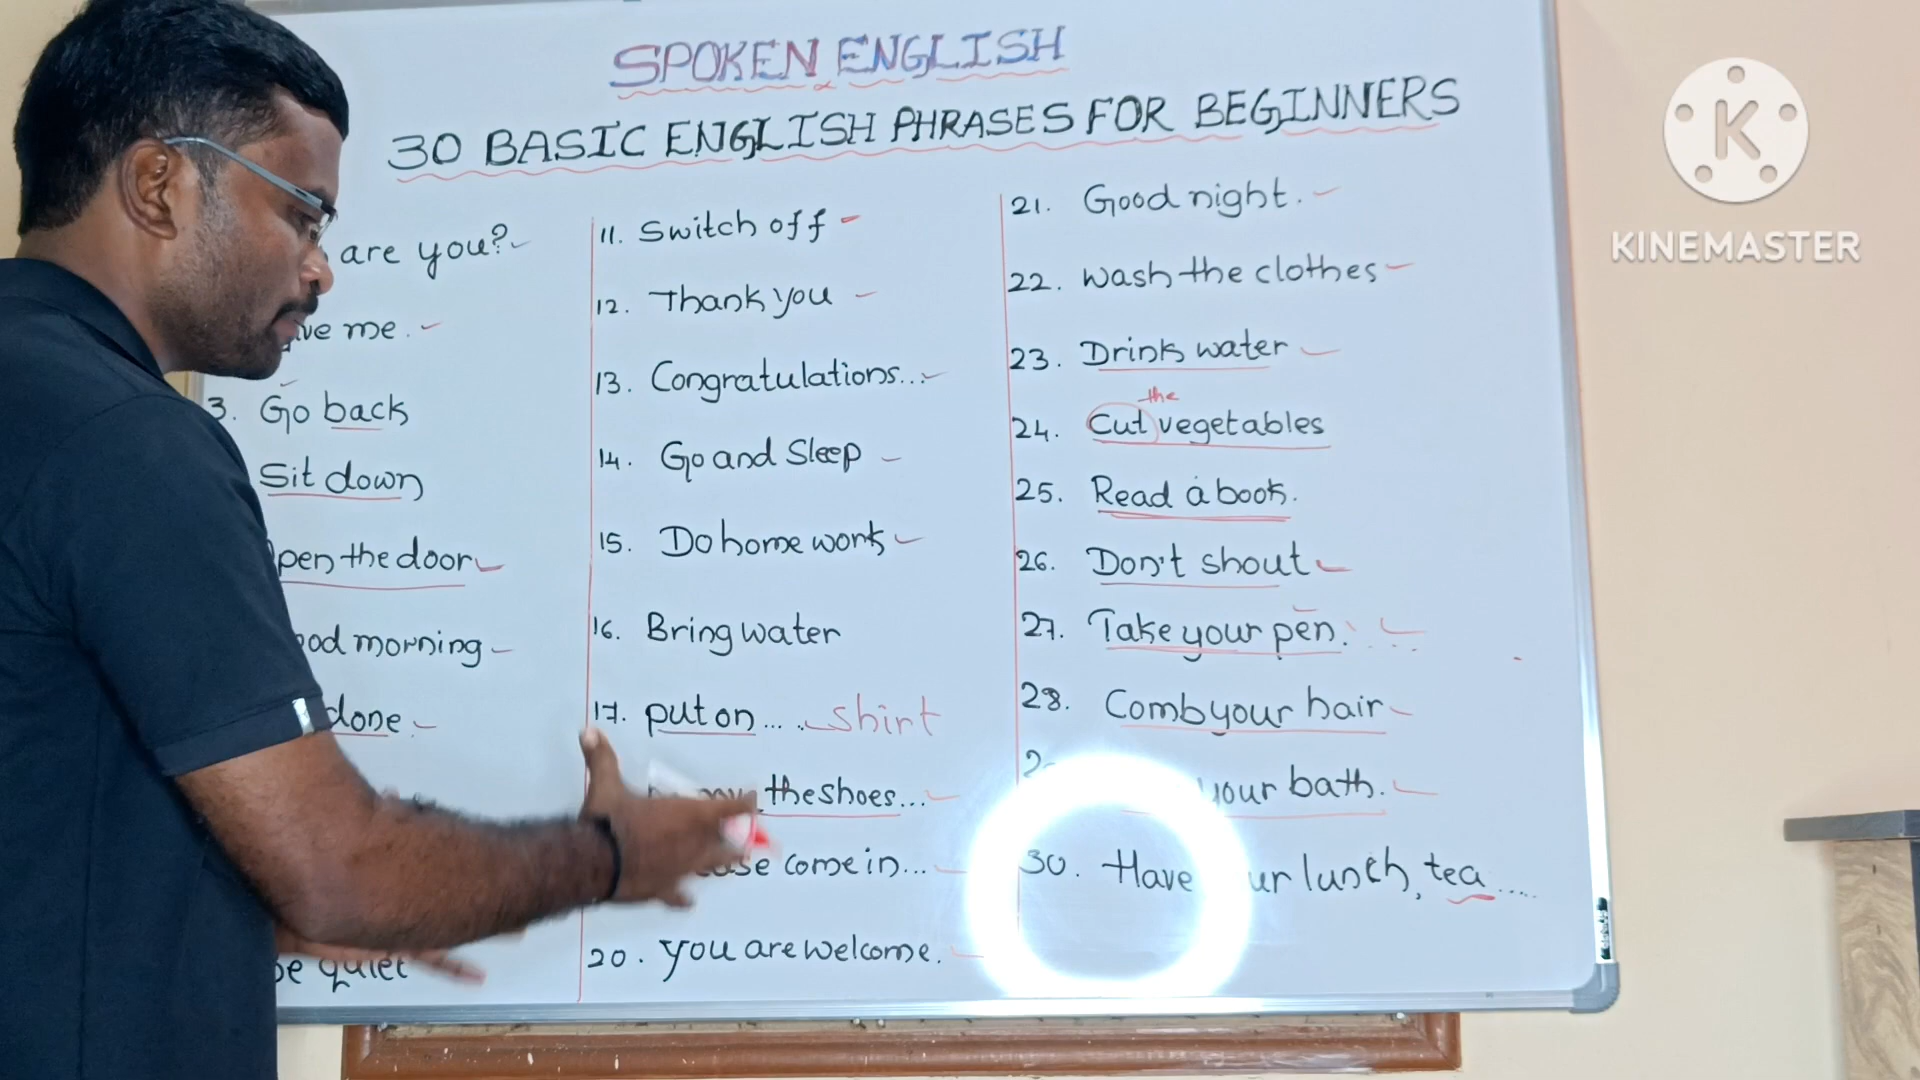 SPOKEN ENGLISH
30 BASIC ENGLISH PHRASES FOR BEGINNERS
are you?
me.
3. Go back
Sit down
the door
morning
done
Be quiet
11. Switch off
12. Thank you
13. Congratulations...
14. Go and Sleep
15. Do home work
16. Bring water
17. put on .... shirt
the shoes...
come in...
20. you are welcome.
21. Good night.
22. wash the clothes
23. Drink water
the
24. Cut vegetables
25. Read a book.
26. Don't shout
27. Take your pen.
28. Comb your hair
your bath.
30. Have lunch, tea.....
K
KINEMASTER